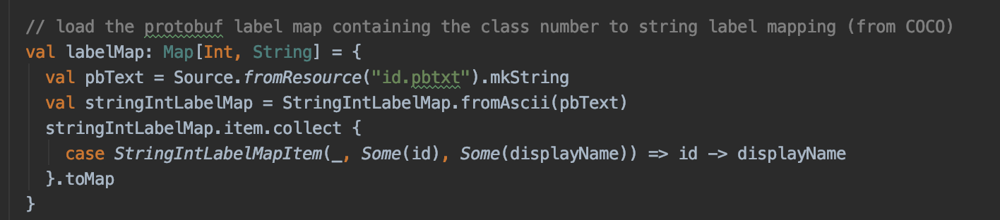 // load the protobuf label map containing the class number to string label mapping (from COCO)
val labelMap: Map[Int, String] = {
  val pbText = Source.fromResource("id.pbtxt").mkString
  val stringIntLabelMap = StringIntLabelMap.fromAscii(pbText)
  stringIntLabelMap.item.collect {
    case StringIntLabelMapItem(_, Some(id), Some(displayName)) => id -> displayName
  }.toMap
}